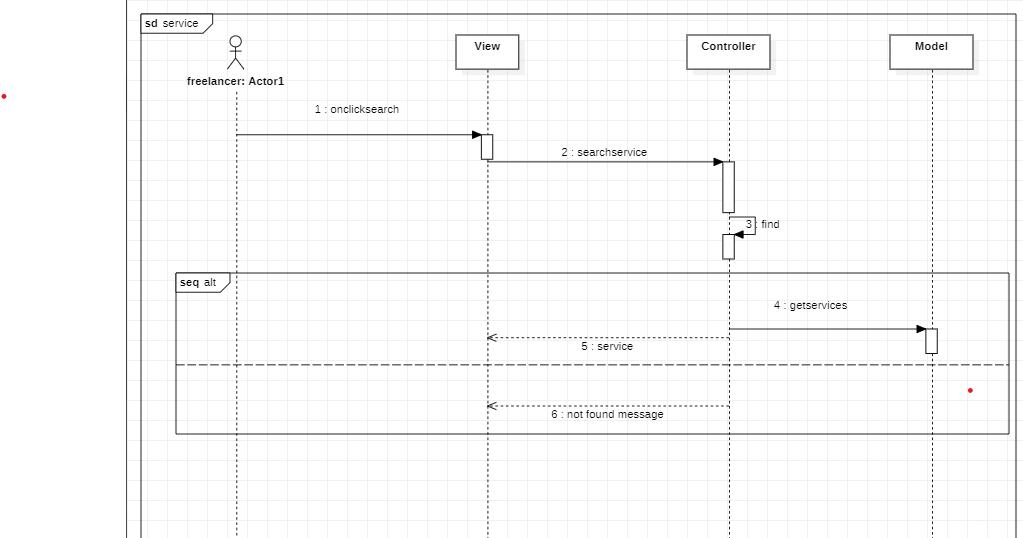 sd service
View
Controller
Model
freelancer: Actor1
1 : onclicksearch
2 : searchservice
3 : find
seq alt
4 : getservices
5 : service
6 : not found message